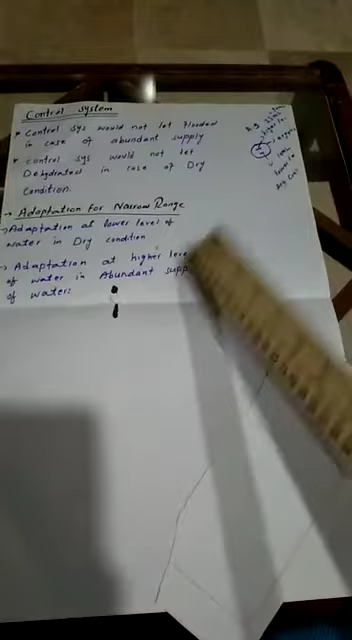 Control System
* Control Sys would not let flooded
in case of abundant supply
* Control Sys would not let
Dehydrated in case of Dry
Condition.
→ Adaptation for Narrow Range
→ Adaptation at lower level of
water in Dry condition
→ Adaptation at higher leve
of water in Abundant supp
of water: